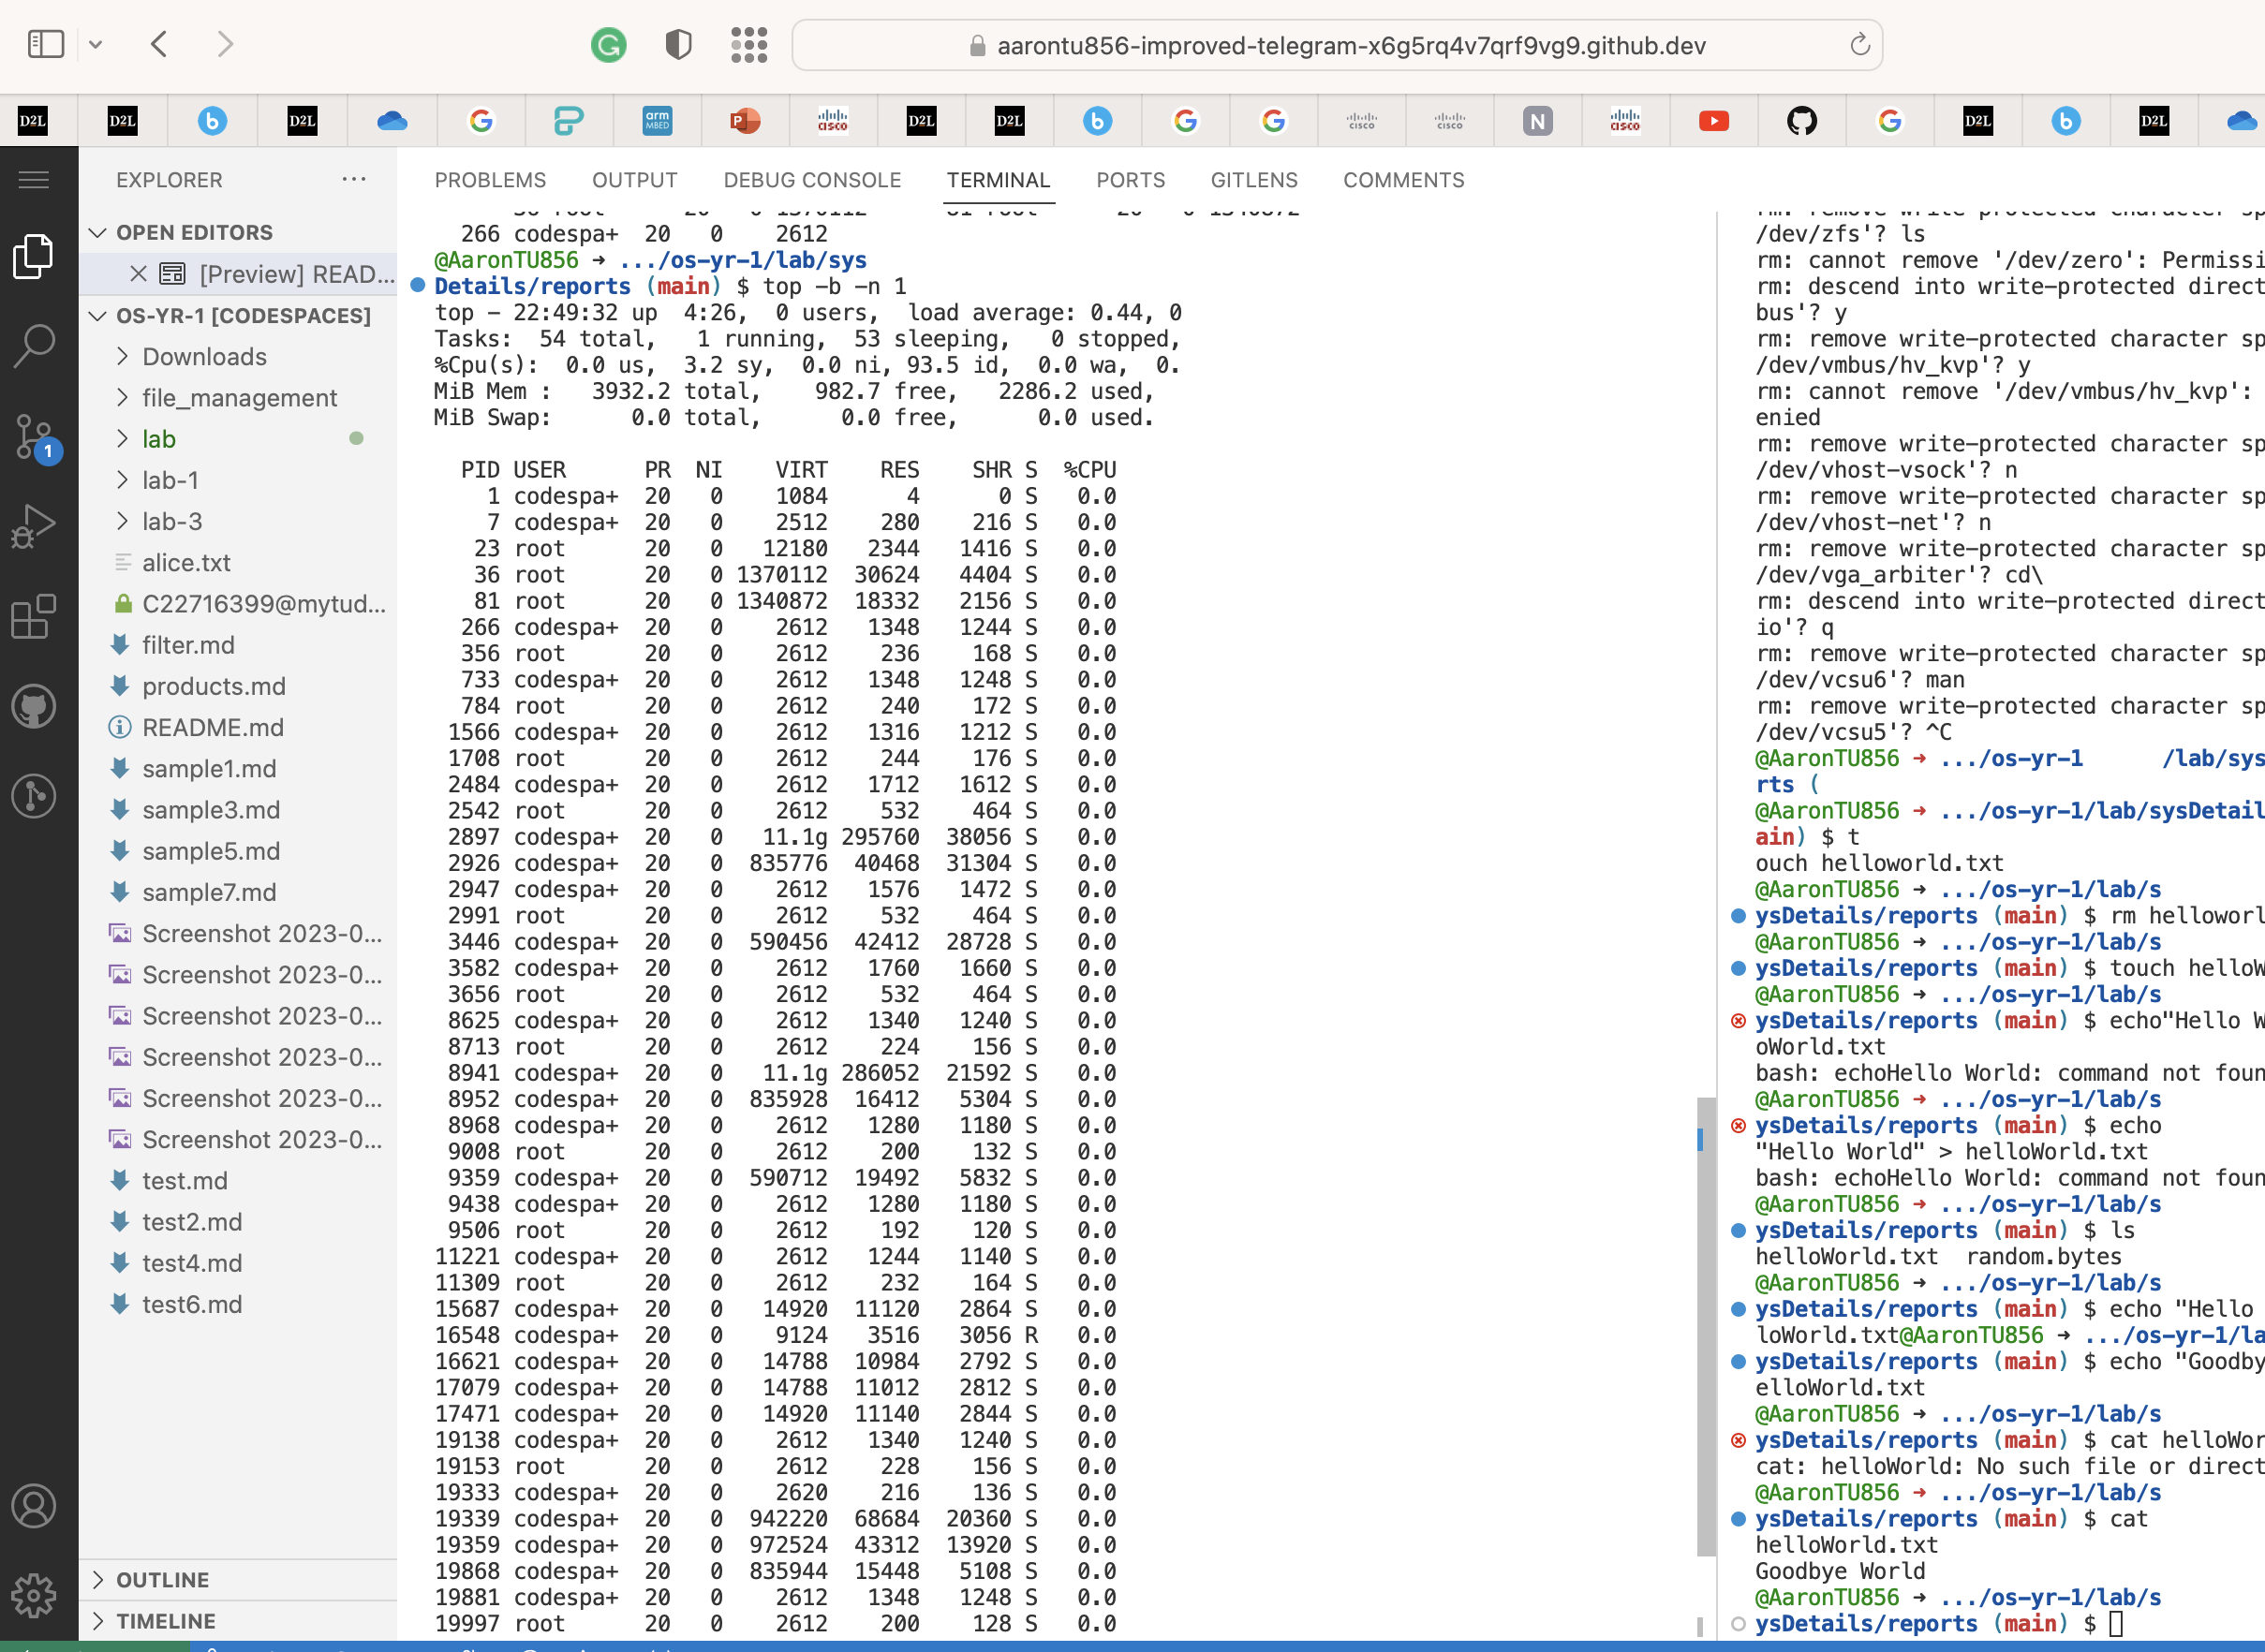 aarontu856-improved-telegram-x6g5rq4v7qrf9vg9.github.dev
D2L
D2L
b
D2L
G
arm
MBED
P
cisco
D2L
D2L
b
G
G
cisco
cisco
N
cisco
G
D2L
b
D2L
EXPLORER
OPEN EDITORS
[Preview] READ...
OS-YR-1 [CODESPACES]
Downloads
file_management
lab
1
lab-1
lab-3
alice.txt
C22716399@mytud...
filter.md
products.md
README.md
sample1.md
sample3.md
sample5.md
sample7.md
Screenshot 2023-0...
Screenshot 2023-0...
Screenshot 2023-0...
Screenshot 2023-0...
Screenshot 2023-0...
Screenshot 2023-0...
test.md
test2.md
test4.md
test6.md
OUTLINE
TIMELINE
PROBLEMS OUTPUT DEBUG CONSOLE TERMINAL PORTS GITLENS COMMENTS
266 codespa+ 20 0 2612
@AaronTU856 → .../os-yr-1/lab/sys
Details/reports (main) $ top -b -n 1
top - 22:49:32 up 4:26, 0 users, load average: 0.44, 0
Tasks: 54 total, 1 running, 53 sleeping, 0 stopped,
%Cpu(s): 0.0 us, 3.2 sy, 0.0 ni, 93.5 id, 0.0 wa, 0.
MiB Mem : 3932.2 total, 982.7 free, 2286.2 used,
MiB Swap: 0.0 total, 0.0 free, 0.0 used.
PID USER PR NI VIRT RES SHR S %CPU
1 codespa+ 20 0 1084 4 0 S 0.0
7 codespa+ 20 0 2512 280 216 S 0.0
23 root 20 0 12180 2344 1416 S 0.0
36 root 20 0 1370112 30624 4404 S 0.0
81 root 20 0 1340872 18332 2156 S 0.0
266 codespa+ 20 0 2612 1348 1244 S 0.0
356 root 20 0 2612 236 168 S 0.0
733 codespa+ 20 0 2612 1348 1248 S 0.0
784 root 20 0 2612 240 172 S 0.0
1566 codespa+ 20 0 2612 1316 1212 S 0.0
1708 root 20 0 2612 244 176 S 0.0
2484 codespa+ 20 0 2612 1712 1612 S 0.0
2542 root 20 0 2612 532 464 S 0.0
2897 codespa+ 20 0 11.1g 295760 38056 S 0.0
2926 codespa+ 20 0 835776 40468 31304 S 0.0
2947 codespa+ 20 0 2612 1576 1472 S 0.0
2991 root 20 0 2612 532 464 S 0.0
3446 codespa+ 20 0 590456 42412 28728 S 0.0
3582 codespa+ 20 0 2612 1760 1660 S 0.0
3656 root 20 0 2612 532 464 S 0.0
8625 codespa+ 20 0 2612 1340 1240 S 0.0
8713 root 20 0 2612 224 156 S 0.0
8941 codespa+ 20 0 11.1g 286052 21592 S 0.0
8952 codespa+ 20 0 835928 16412 5304 S 0.0
8968 codespa+ 20 0 2612 1280 1180 S 0.0
9008 root 20 0 2612 200 132 S 0.0
9359 codespa+ 20 0 590712 19492 5832 S 0.0
9438 codespa+ 20 0 2612 1280 1180 S 0.0
9506 root 20 0 2612 192 120 S 0.0
11221 codespa+ 20 0 2612 1244 1140 S 0.0
11309 root 20 0 2612 232 164 S 0.0
15687 codespa+ 20 0 14920 11120 2864 S 0.0
16548 codespa+ 20 0 9124 3516 3056 R 0.0
16621 codespa+ 20 0 14788 10984 2792 S 0.0
17079 codespa+ 20 0 14788 11012 2812 S 0.0
17471 codespa+ 20 0 14920 11140 2844 S 0.0
19138 codespa+ 20 0 2612 1340 1240 S 0.0
19153 root 20 0 2612 228 156 S 0.0
19333 codespa+ 20 0 2620 216 136 S 0.0
19339 codespa+ 20 0 942220 68684 20360 S 0.0
19359 codespa+ 20 0 972524 43312 13920 S 0.0
19868 codespa+ 20 0 835944 15448 5108 S 0.0
19881 codespa+ 20 0 2612 1348 1248 S 0.0
19997 root 20 0 2612 200 128 S 0.0
/dev/zfs'? ls
rm: cannot remove '/dev/zero': Permissi
rm: descend into write-protected direct
bus'? y
rm: remove write-protected character sp
/dev/vmbus/hv_kvp'? y
rm: cannot remove '/dev/vmbus/hv_kvp':
enied
rm: remove write-protected character sp
/dev/vhost-vsock'? n
rm: remove write-protected character sp
/dev/vhost-net'? n
rm: remove write-protected character sp
/dev/vga_arbiter'? cd\
rm: descend into write-protected direct
io'? q
rm: remove write-protected character sp
/dev/vcsu6'? man
rm: remove write-protected character sp
/dev/vcsu5'? ^C
@AaronTU856 → .../os-yr-1 /lab/sys
rts (
@AaronTU856 → .../os-yr-1/lab/sysDetail
ain) $ t
ouch helloworld.txt
@AaronTU856 → .../os-yr-1/lab/s
ysDetails/reports (main) $ rm helloworl
@AaronTU856 → .../os-yr-1/lab/s
ysDetails/reports (main) $ touch helloW
@AaronTU856 → .../os-yr-1/lab/s
ysDetails/reports (main) $ echo"Hello W
oWorld.txt
bash: echoHello World: command not foun
@AaronTU856 → .../os-yr-1/lab/s
ysDetails/reports (main) $ echo
"Hello World" > helloWorld.txt
bash: echoHello World: command not foun
@AaronTU856 → .../os-yr-1/lab/s
ysDetails/reports (main) $ ls
helloWorld.txt random.bytes
@AaronTU856 → .../os-yr-1/lab/s
ysDetails/reports (main) $ echo "Hello
loWorld.txt@AaronTU856 → .../os-yr-1/la
ysDetails/reports (main) $ echo "Goodby
elloWorld.txt
@AaronTU856 → .../os-yr-1/lab/s
ysDetails/reports (main) $ cat helloWor
cat: helloWorld: No such file or direct
@AaronTU856 → .../os-yr-1/lab/s
ysDetails/reports (main) $ cat
helloWorld.txt
Goodbye World
@AaronTU856 → .../os-yr-1/lab/s
ysDetails/reports (main) $